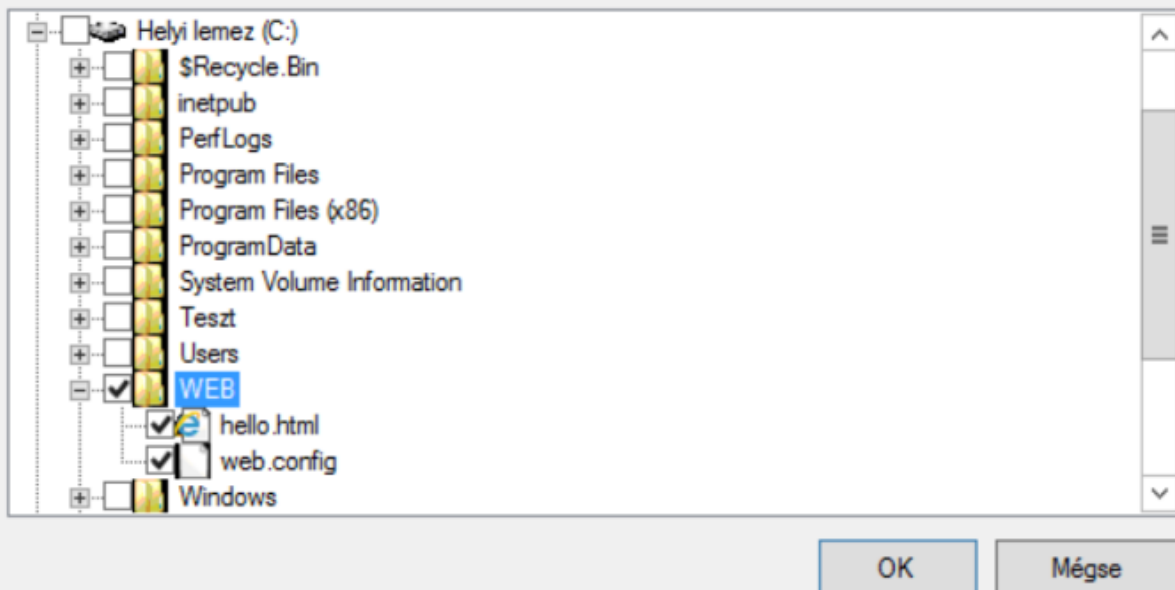 Helyi lemez (C:)
$Recycle.Bin
inetpub
PerfLogs
Program Files
Program Files (x86)
ProgramData
System Volume Information
Teszt
Users
WEB
hello.html
web.config
Windows
OK Mégse